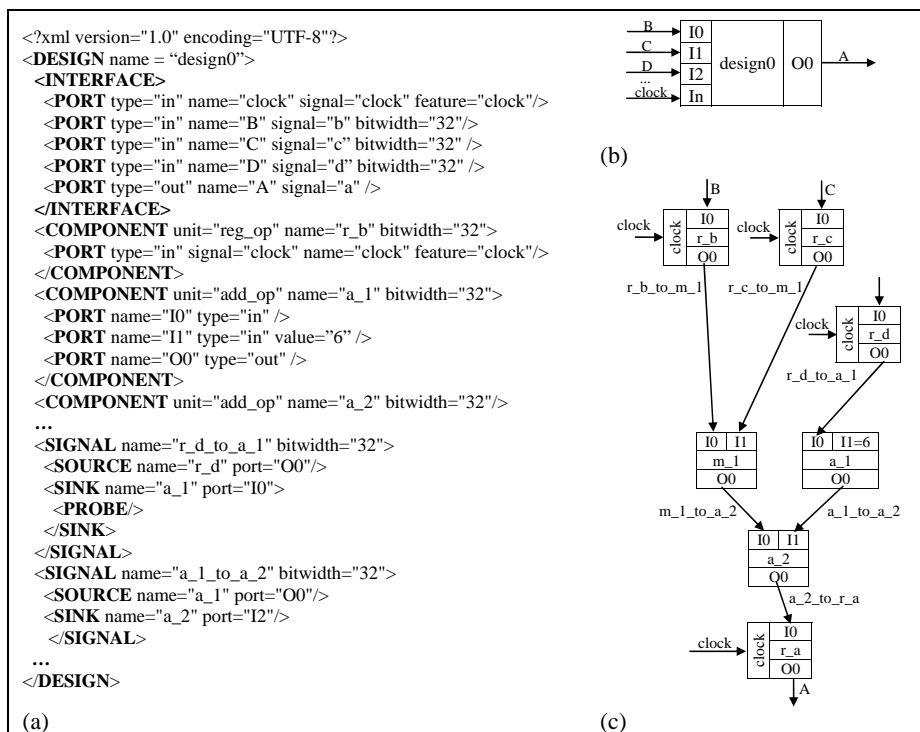 <?xml version="1.0" encoding="UTF-8"?>
<DESIGN name = “design0”>
<INTERFACE>
<PORT type="in" name="clock" signal="clock" feature="clock"/>
<PORT type="in" name="B" signal="b" bitwidth="32"/>
<PORT type="in" name="C" signal="c” bitwidth="32" />
<PORT type="in" name="D" signal="d” bitwidth="32" />
<PORT type="out" name="A" signal="a" />
</INTERFACE>
<COMPONENT unit="reg_op" name="r_b" bitwidth="32">
<PORT type="in" signal="clock" name="clock" feature="clock"/>
</COMPONENT>
<COMPONENT unit="add_op" name="a_1" bitwidth="32">
<PORT name="I0" type="in" />
<PORT name="I1" type="in" value=”6” />
<PORT name="O0" type="out" />
</COMPONENT>
<COMPONENT unit="add_op" name="a_2" bitwidth="32"/>
...
<SIGNAL name="r_d_to_a_1" bitwidth="32">
<SOURCE name="r_d" port="O0"/>
<SINK name="a_1" port="I0">
<PROBE/>
</SINK>
</SIGNAL>
<SIGNAL name="a_1_to_a_2" bitwidth="32">
<SOURCE name="a_1" port="O0"/>
<SINK name="a_2" port="I2"/>
</SIGNAL>
...
</DESIGN>
(a)
B I0
C I1
D I2
...
clock In
design0 O0 A
(b)
B C
clock clock I0 r_b O0
clock clock I0 r_c O0
r_b_to_m_1 r_c_to_m_1
clock clock I0 r_d O0
r_d_to_a_1
I0 I1 I0 I1=6
m_1 a_1
O0 O0
m_1_to_a_2 a_1_to_a_2
I0 I1
a_2
O0
a_2_to_r_a
clock clock I0 r_a O0
A
(c)